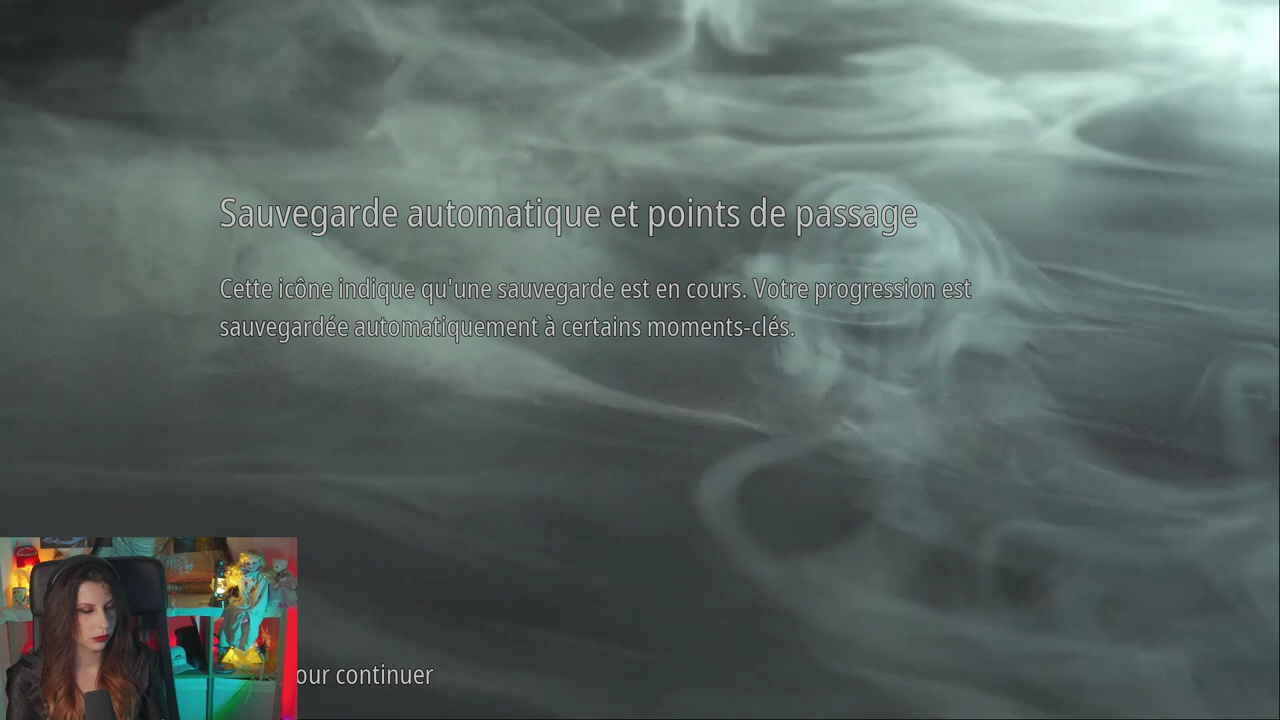 Sauvegarde automatique et points de passage
Cette icône indique qu'une sauvegarde est en cours. Votre progression est
sauvegardée automatiquement à certains moments-clés.
our continuer